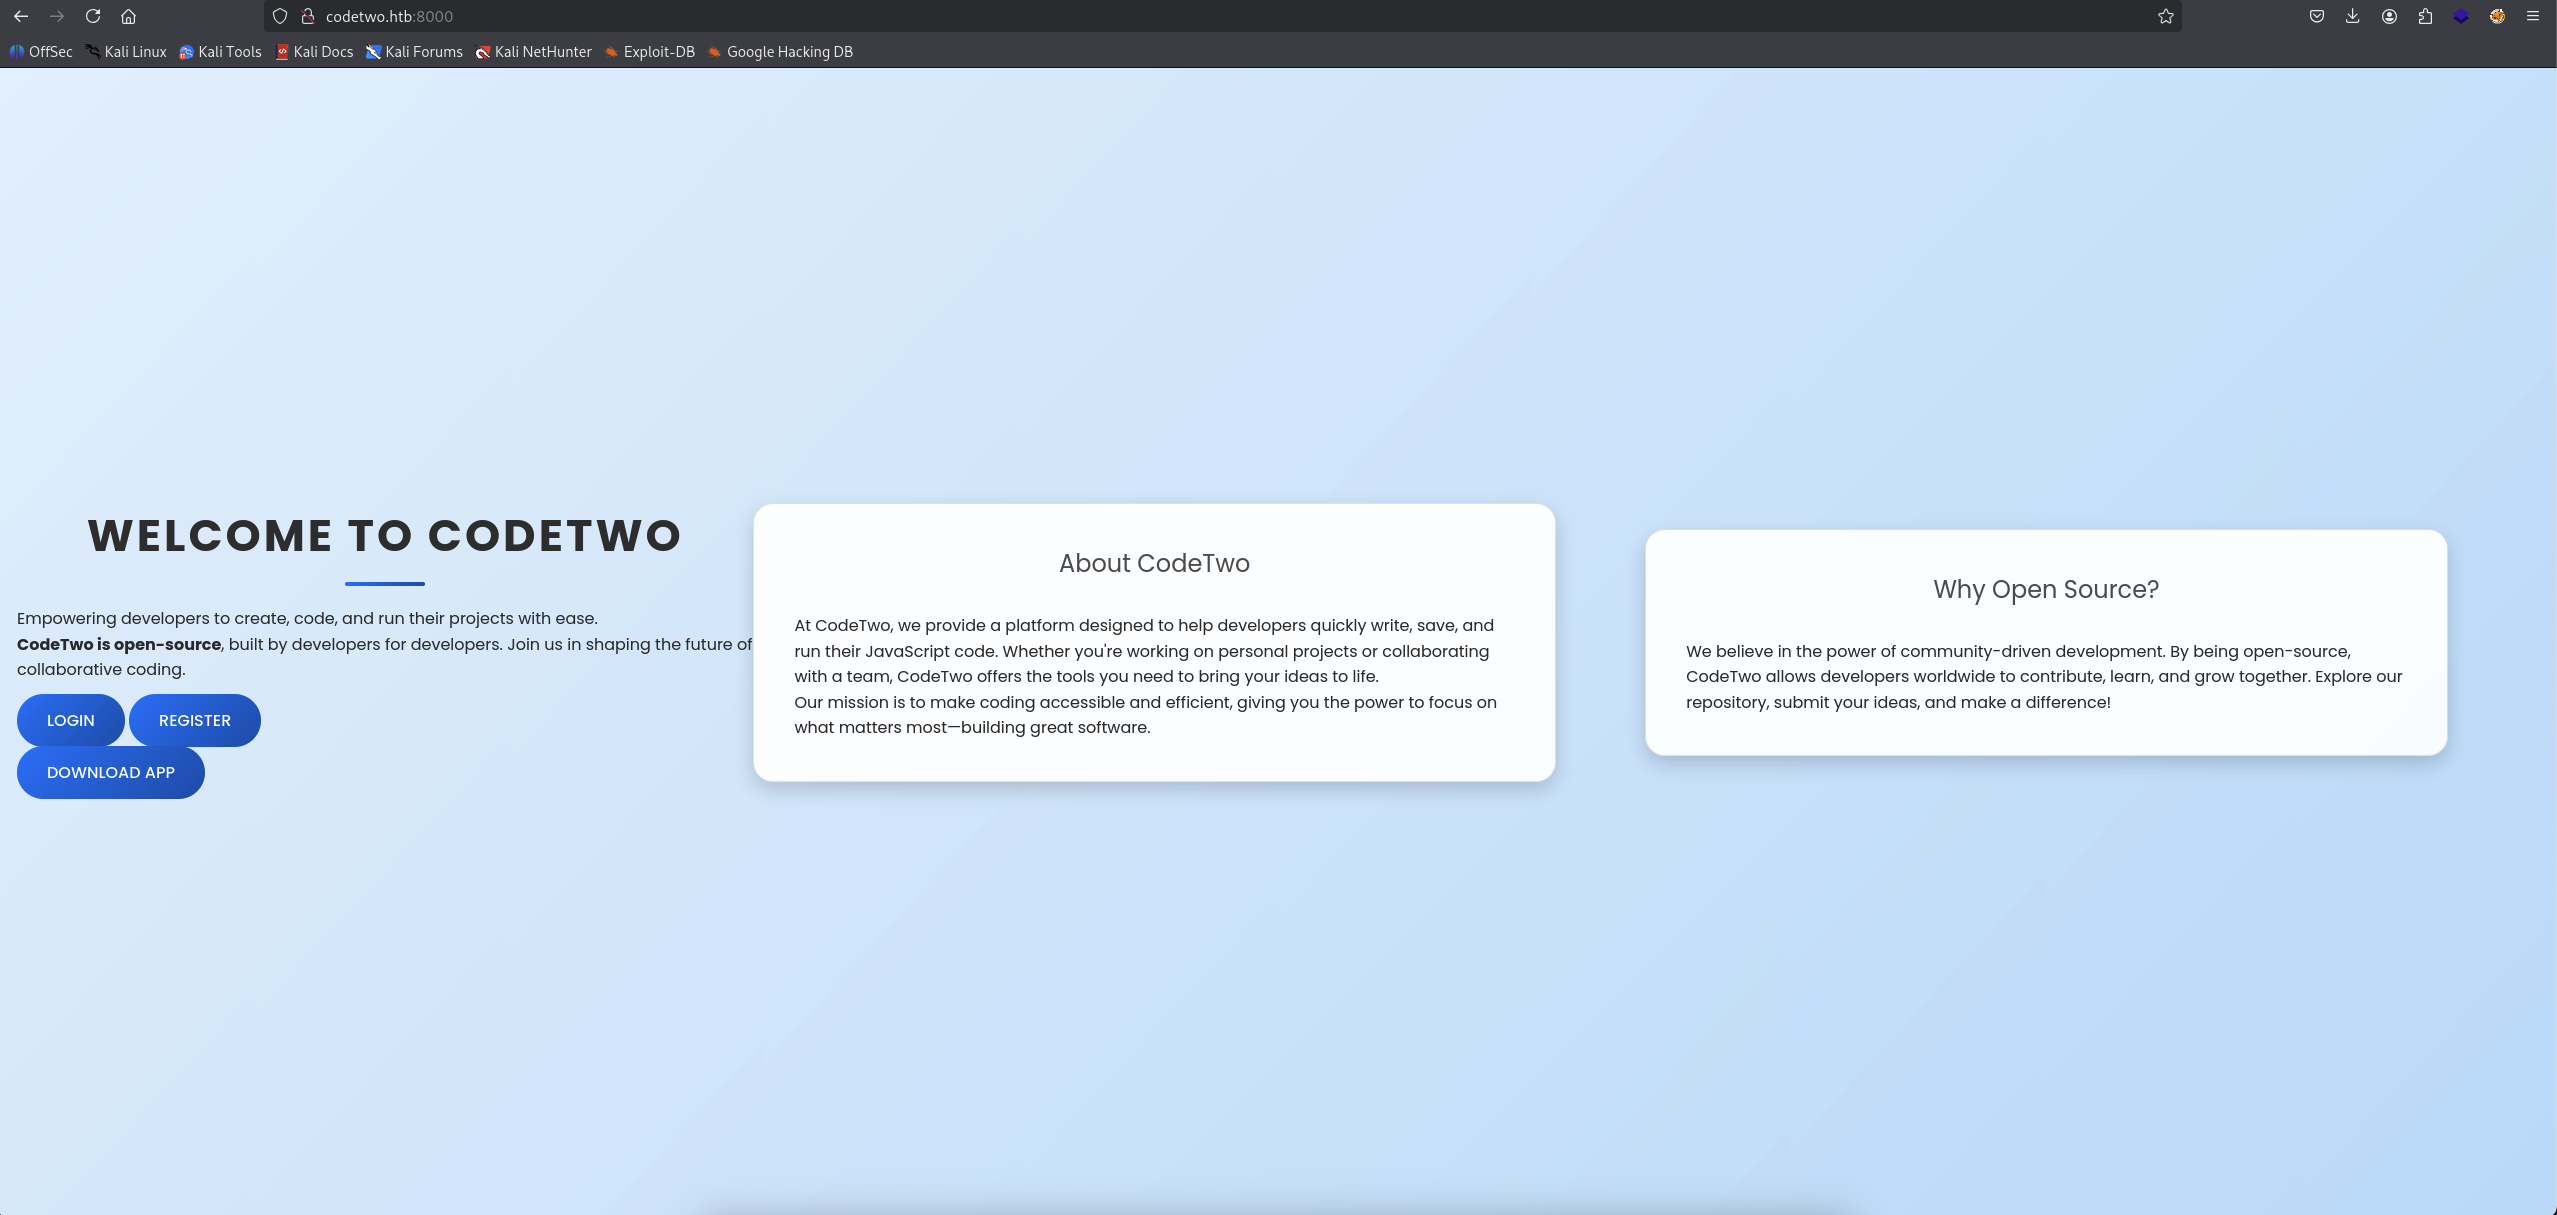 codetwo.htb:8000
OffSec Kali Linux Kali Tools Kali Docs Kali Forums Kali NetHunter Exploit-DB Google Hacking DB
WELCOME TO CODETWO
Empowering developers to create, code, and run their projects with ease.
CodeTwo is open-source, built by developers for developers. Join us in shaping the future of
collaborative coding.
LOGIN REGISTER
DOWNLOAD APP
About CodeTwo
At CodeTwo, we provide a platform designed to help developers quickly write, save, and
run their JavaScript code. Whether you're working on personal projects or collaborating
with a team, CodeTwo offers the tools you need to bring your ideas to life.
Our mission is to make coding accessible and efficient, giving you the power to focus on
what matters most—building great software.
Why Open Source?
We believe in the power of community-driven development. By being open-source,
CodeTwo allows developers worldwide to contribute, learn, and grow together. Explore our
repository, submit your ideas, and make a difference!